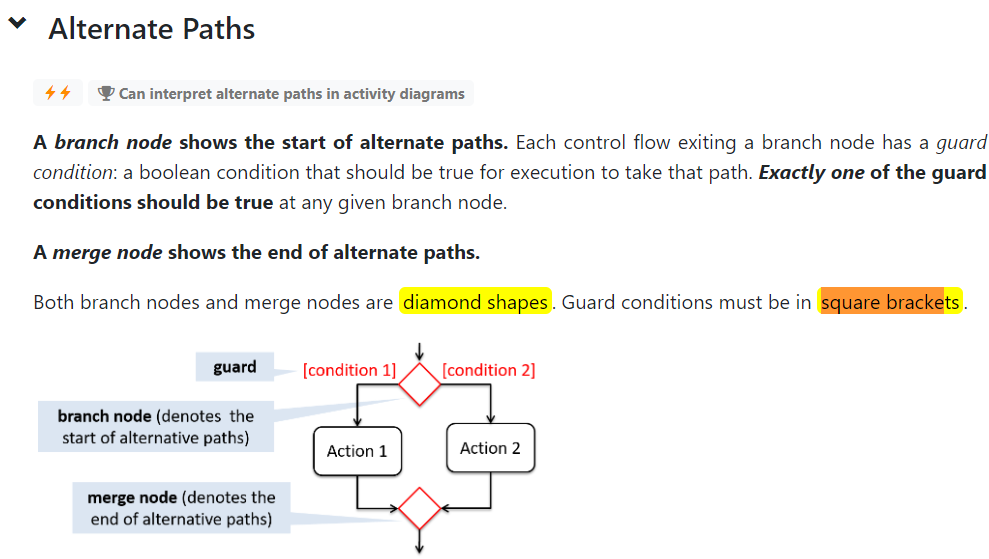 Alternate Paths
Can interpret alternate paths in activity diagrams
A branch node shows the start of alternate paths. Each control flow exiting a branch node has a guard
condition: a boolean condition that should be true for execution to take that path. Exactly one of the guard
conditions should be true at any given branch node.
A merge node shows the end of alternate paths.
Both branch nodes and merge nodes are diamond shapes. Guard conditions must be in square brackets.
guard
[condition 1]
[condition 2]
branch node (denotes the
start of alternative paths)
Action 1
Action 2
merge node (denotes the
end of alternative paths)